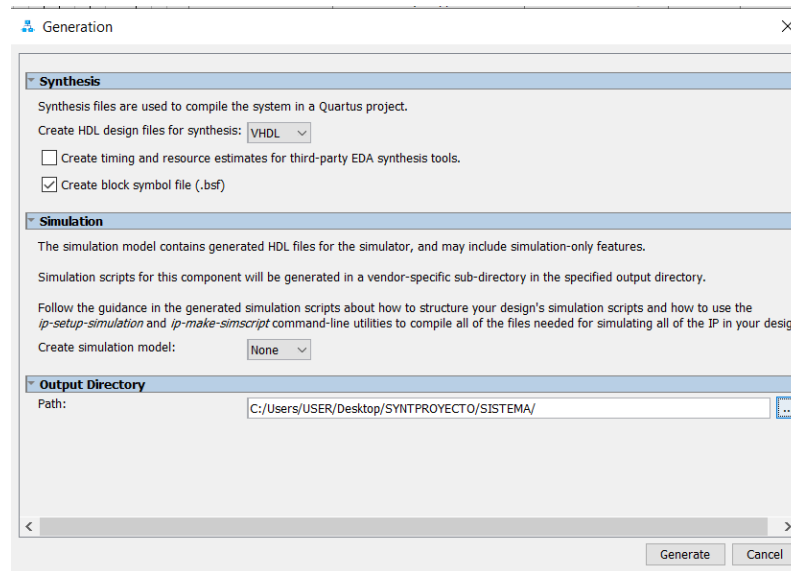 Generation
Synthesis
Synthesis files are used to compile the system in a Quartus project.
Create HDL design files for synthesis: VHDL
Create timing and resource estimates for third-party EDA synthesis tools.
Create block symbol file (.bsf)
Simulation
The simulation model contains generated HDL files for the simulator, and may include simulation-only features.
Simulation scripts for this component will be generated in a vendor-specific sub-directory in the specified output directory.
Follow the guidance in the generated simulation scripts about how to structure your design's simulation scripts and how to use the
ip-setup-simulation and ip-make-simscript command-line utilities to compile all of the files needed for simulating all of the IP in your desig
Create simulation model: None
Output Directory
Path: C:/Users/USER/Desktop/SYNTPROYECTO/SISTEMA/ ...
Generate Cancel